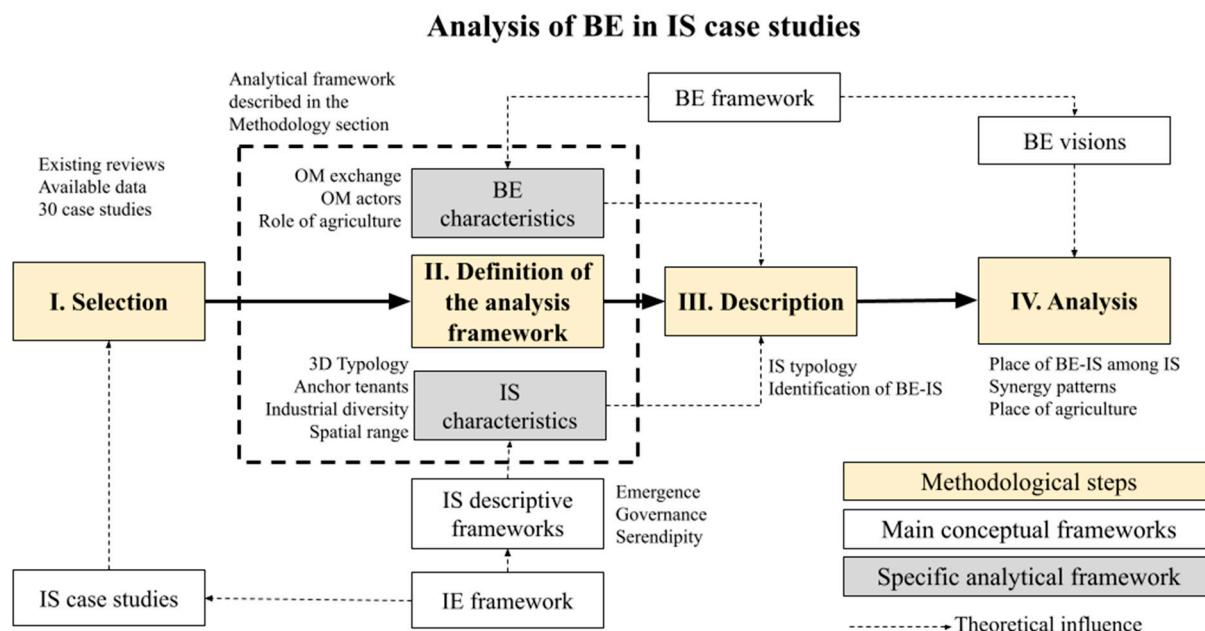 Analysis of BE in IS case studies
Analytical framework
described in the
Methodology section
BE framework
BE visions
Existing reviews
Available data
30 case studies
OM exchange
OM actors
Role of agriculture
BE
characteristics
I. Selection
II. Definition of
the analysis
framework
III. Description
IV. Analysis
3D Typology
Anchor tenants
Industrial diversity
Spatial range
IS
characteristics
IS typology
Identification of BE-IS
Place of BE-IS among IS
Synergy patterns
Place of agriculture
IS descriptive
frameworks
Emergence
Governance
Serendipity
IS case studies
IE framework
Methodological steps
Main conceptual frameworks
Specific analytical framework
Theoretical influence